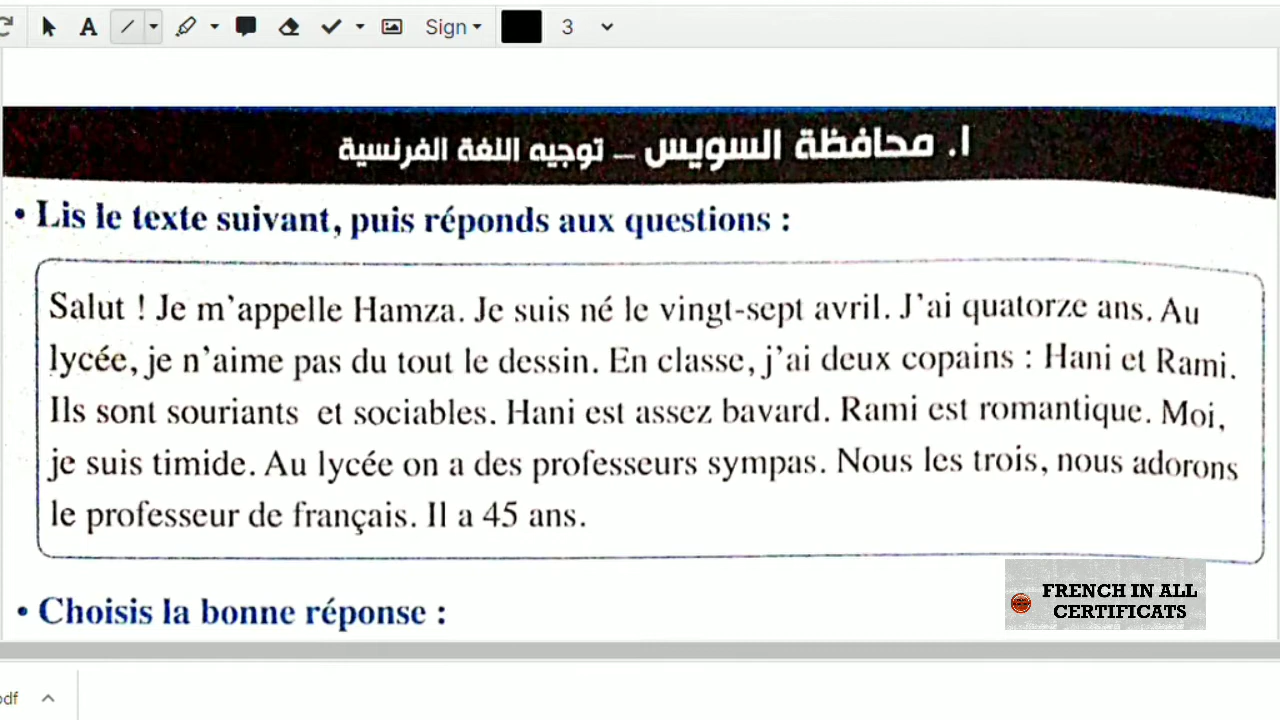 Sign
3
١. محافظة السويس – توجيه اللغة الفرنسية
• Lis le texte suivant, puis réponds aux questions :
Salut ! Je m'appelle Hamza. Je suis né le vingt-sept avril. J'ai quatorze ans. Au
lycée, je n'aime pas du tout le dessin. En classe, j'ai deux copains : Hani et Rami.
Ils sont souriants et sociables. Hani est assez bavard. Rami est romantique. Moi,
je suis timide. Au lycée on a des professeurs sympas. Nous les trois, nous adorons
le professeur de français. Il a 45 ans.
• Choisis la bonne réponse :
FRENCH IN ALL
CERTIFICATS